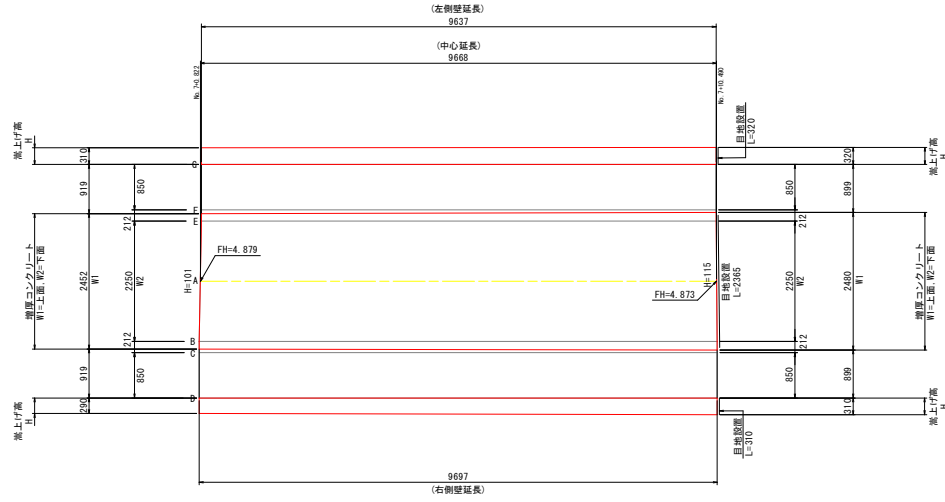 (左側壁延長)
9637
(中心延長)
9668
No.7+0.822
No.7+10.490
目地設置
L=320
嵩上げ高
H
310
G
320
嵩上げ高
H
919
850
850
899
F
212
E
212
FH=4.879
増厚コンクリート
W1=上面,W2=下面
2452
W1
2250
W2
H=101
A
FH=4.873
H=115
目地設置
L=2365
2250
W2
2480
W1
増厚コンクリート
W1=上面,W2=下面
212
B
C
212
919
850
850
899
D
嵩上げ高
H
290
310
嵩上げ高
H
目地設置
L=310
9697
(右側壁延長)